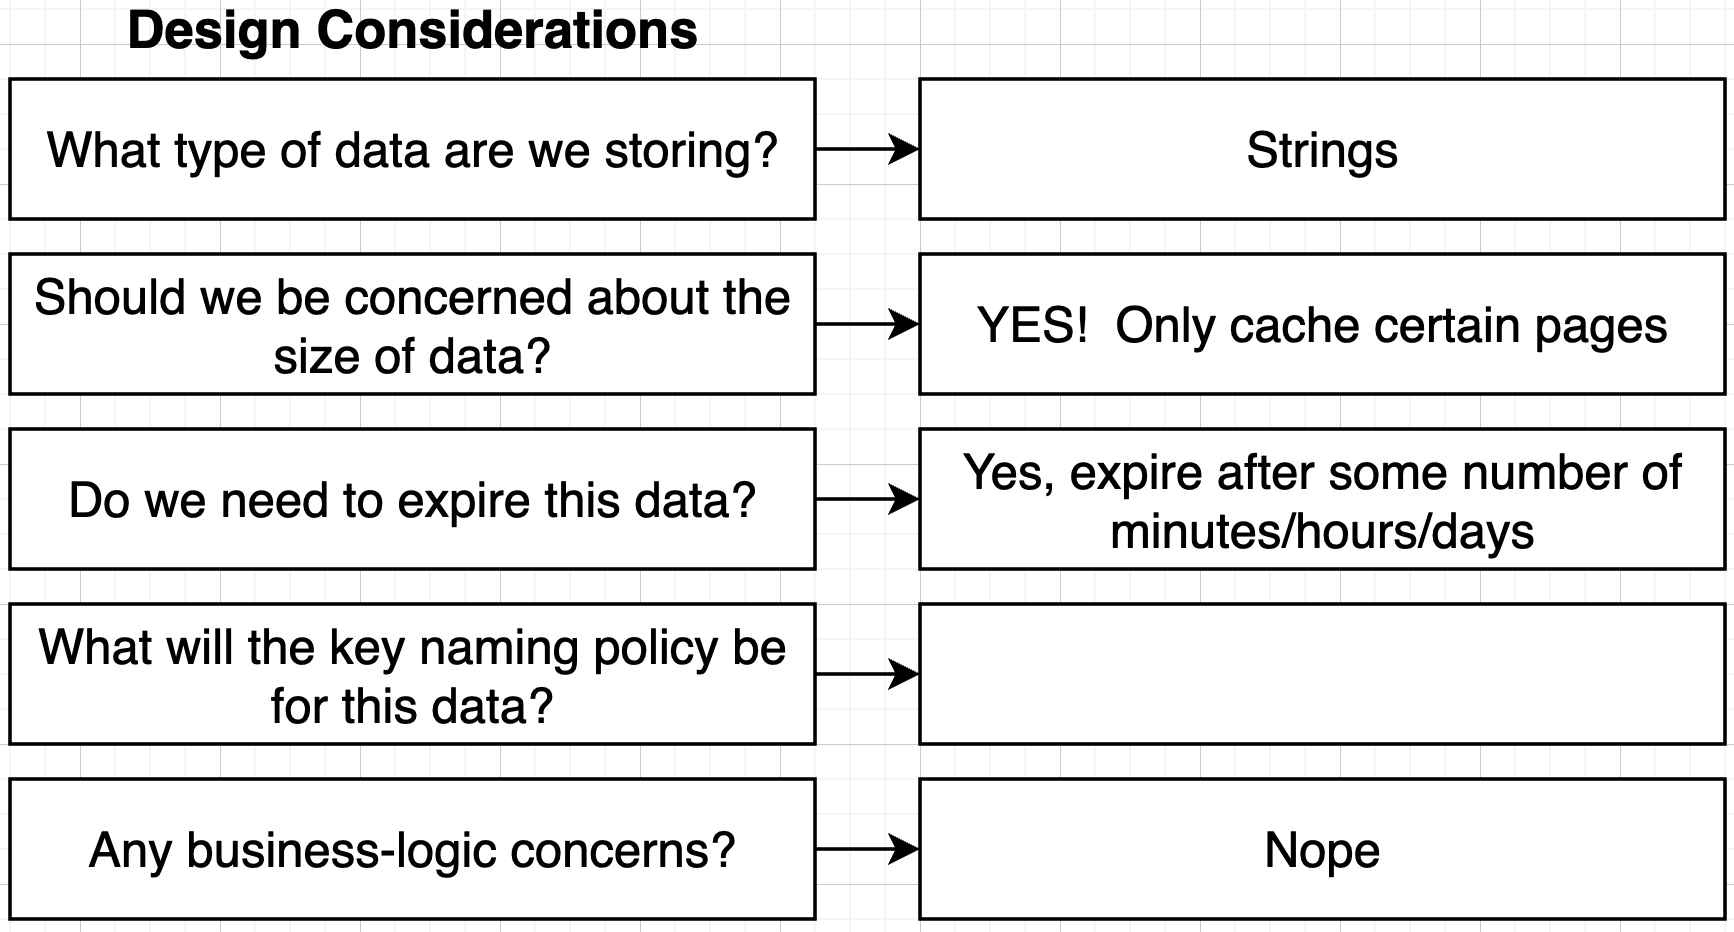 Design Considerations
What type of data are we storing?
Strings
Should we be concerned about the
size of data?
YES!  Only cache certain pages
Do we need to expire this data?
Yes, expire after some number of
minutes/hours/days
What will the key naming policy be
for this data?
Any business-logic concerns?
Nope